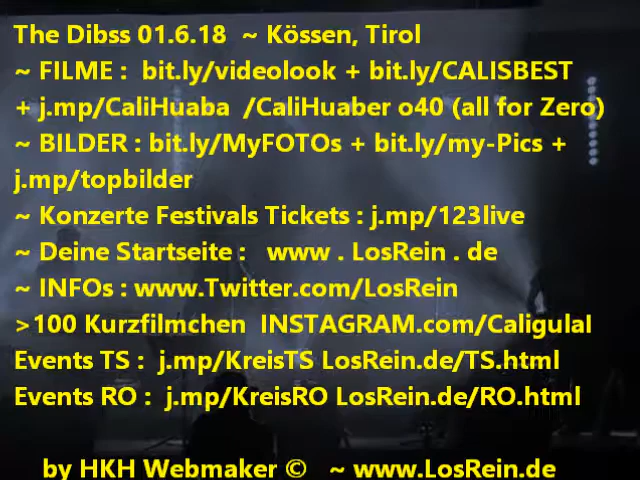 The Dibss 01.6.18 ~ Kössen, Tirol
~ FILME : bit.ly/videolook + bit.ly/CALISBEST
+ j.mp/CaliHuaba /CaliHuaber o40 (all for Zero)
~ BILDER : bit.ly/MyFOTOs + bit.ly/my-Pics +
j.mp/topbilder
~ Konzerte Festivals Tickets : j.mp/123live
~ Deine Startseite : www . LosRein . de
~ INFOs : www.Twitter.com/LosRein
>100 Kurzfilmchen INSTAGRAM.com/CaligulaI
Events TS : j.mp/KreisTS LosRein.de/TS.html
Events RO : j.mp/KreisRO LosRein.de/RO.html
by HKH Webmaker © ~ www.LosRein.de